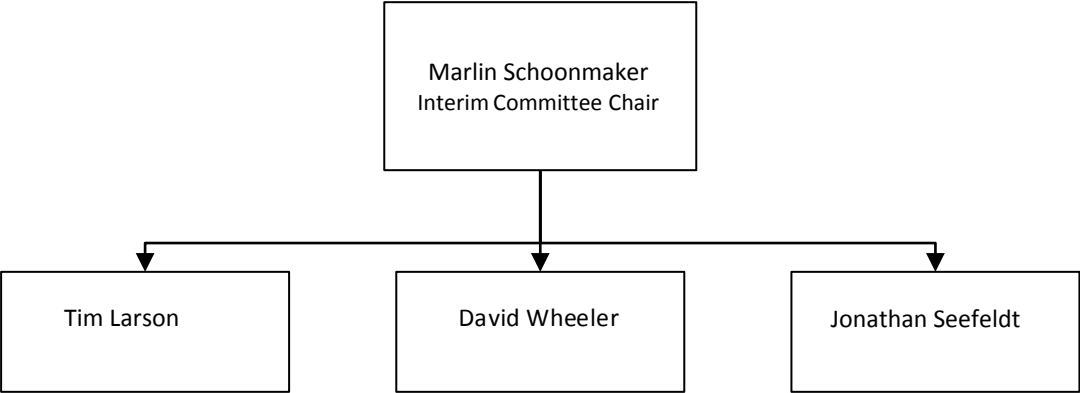 Marlin Schoonmaker
Interim Committee Chair
Tim Larson
David Wheeler
Jonathan Seefeldt